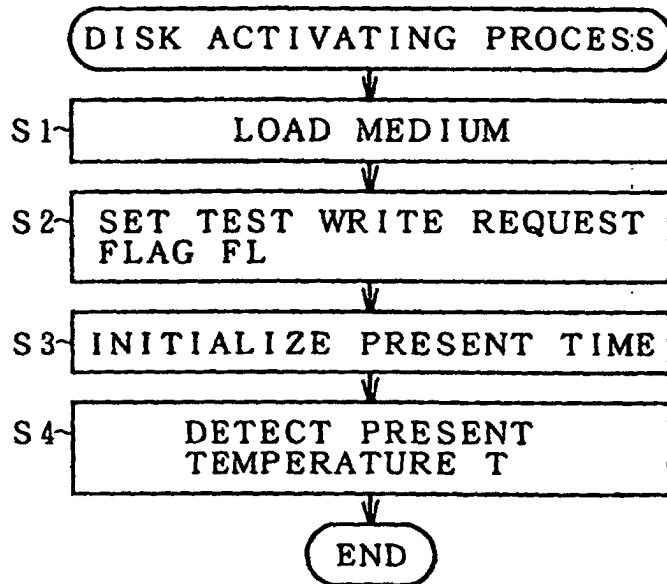 DISK ACTIVATING PROCESS
S1 LOAD MEDIUM
S2 SET TEST WRITE REQUEST
FLAG FL
S3 INITIALIZE PRESENT TIME
S4 DETECT PRESENT
TEMPERATURE T
END